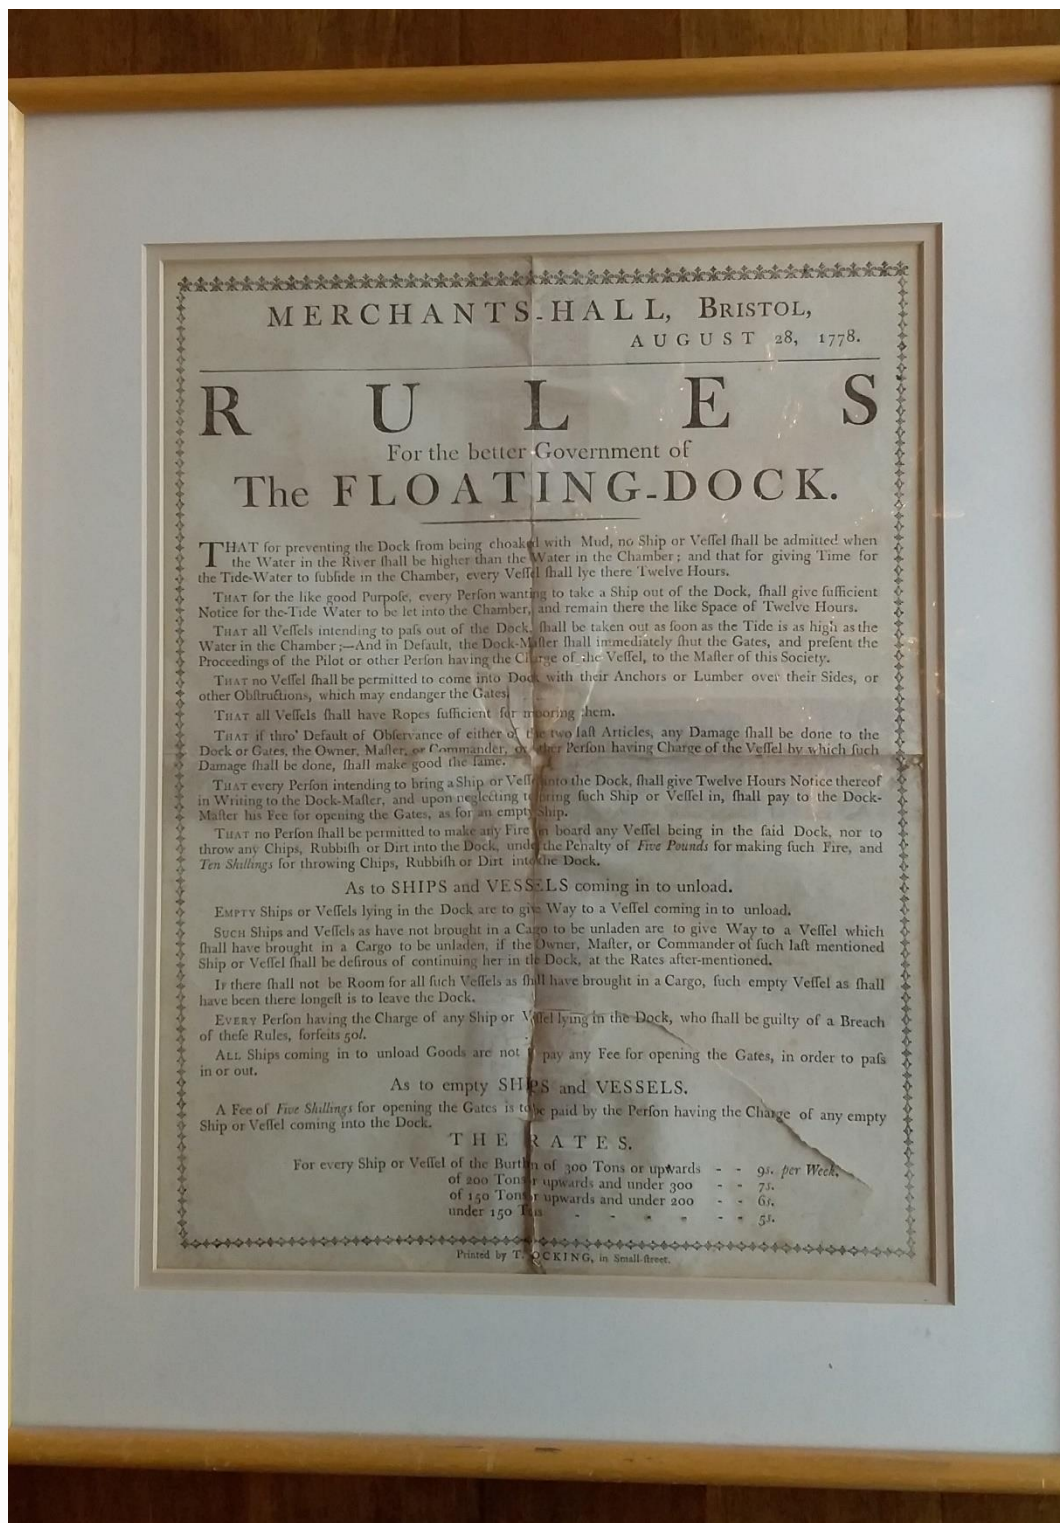 MERCHANTS-HALL, BRISTOL,
AUGUST 28, 1778.
RULES
For the better Government of
The FLOATING-DOCK.
THAT for preventing the Dock from being choaked with Mud, no Ship or Veſſel ſhall be admitted when
the Water in the River ſhall be higher than the Water in the Chamber; and that for giving Time for
the Tide-Water to ſubſide in the Chamber, every Veſſel ſhall lye there Twelve Hours.
THAT for the like good Purpoſe, every Perſon wanting to take a Ship out of the Dock, ſhall give ſufficient
Notice for the-Tide Water to be let into the Chamber, and remain there the like Space of Twelve Hours.
THAT all Veſſels intending to paſs out of the Dock, ſhall be taken out as ſoon as the Tide is as high as the
Water in the Chamber;—And in Default, the Dock-Maſter ſhall immediately ſhut the Gates, and preſent the
Proceedings of the Pilot or other Perſon having the Charge of the Veſſel, to the Maſter of this Society.
THAT no Veſſel ſhall be permitted to come into Dock with their Anchors or Lumber over their Sides, or
other Obſtructions, which may endanger the Gates.
THAT all Veſſels ſhall have Ropes ſufficient for mooring them.
THAT if thro' Default of Obſervance of either of the two laſt Articles, any Damage ſhall be done to the
Dock or Gates, the Owner, Maſter, or Commander, or other Perſon having Charge of the Veſſel by which ſuch
Damage ſhall be done, ſhall make good the ſame.
THAT every Perſon intending to bring a Ship or Veſſel into the Dock, ſhall give Twelve Hours Notice thereof
in Writing to the Dock-Maſter, and upon neglecting to bring ſuch Ship or Veſſel in, ſhall pay to the Dock-
Maſter his Fee for opening the Gates, as for an empty Ship.
THAT no Perſon ſhall be permitted to make any Fire on board any Veſſel being in the ſaid Dock, nor to
throw any Chips, Rubbiſh or Dirt into the Dock, under the Penalty of Five Pounds for making ſuch Fire, and
Ten Shillings for throwing Chips, Rubbiſh or Dirt into the Dock.
As to SHIPS and VESSELS coming in to unload.
EMPTY Ships or Veſſels lying in the Dock are to give Way to a Veſſel coming in to unload.
SUCH Ships and Veſſels as have not brought in a Cargo to be unladen are to give Way to a Veſſel which
ſhall have brought in a Cargo to be unladen, if the Owner, Maſter, or Commander of ſuch laſt mentioned
Ship or Veſſel ſhall be deſirous of continuing her in the Dock, at the Rates after-mentioned.
IF there ſhall not be Room for all ſuch Veſſels as ſhall have brought in a Cargo, ſuch empty Veſſel as ſhall
have been there longeſt is to leave the Dock.
EVERY Perſon having the Charge of any Ship or Veſſel lying in the Dock, who ſhall be guilty of a Breach
of theſe Rules, forfeits 50l.
ALL Ships coming in to unload Goods are not to pay any Fee for opening the Gates, in order to paſs
in or out.
As to empty SHIPS and VESSELS.
A Fee of Five Shillings for opening the Gates is to be paid by the Perſon having the Charge of any empty
Ship or Veſſel coming into the Dock.
THE RATES.
For every Ship or Veſſel of the Burthen of 300 Tons or upwards - - 9s. per Week.
of 200 Tons or upwards and under 300 - - 7s.
of 150 Tons or upwards and under 200 - - 6s.
under 150 Tons - - - - - - 5s.
Printed by T. COCKING, in Small-ſtreet.